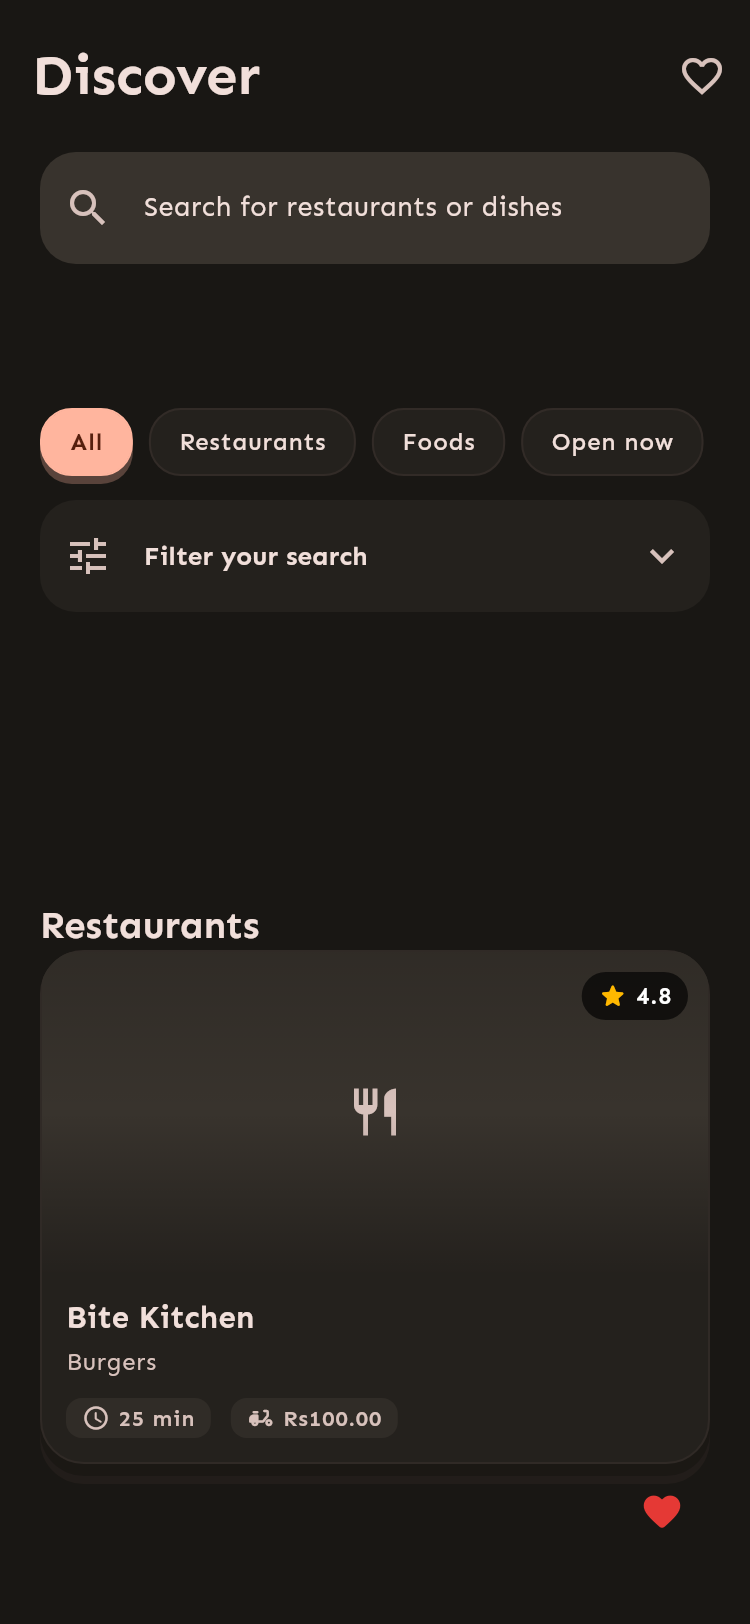 Discover
Search for restaurants or dishes
All
Restaurants
Foods
Open now
Filter your search
Restaurants
4.8
Bite Kitchen
Burgers
25 min
Rs100.00